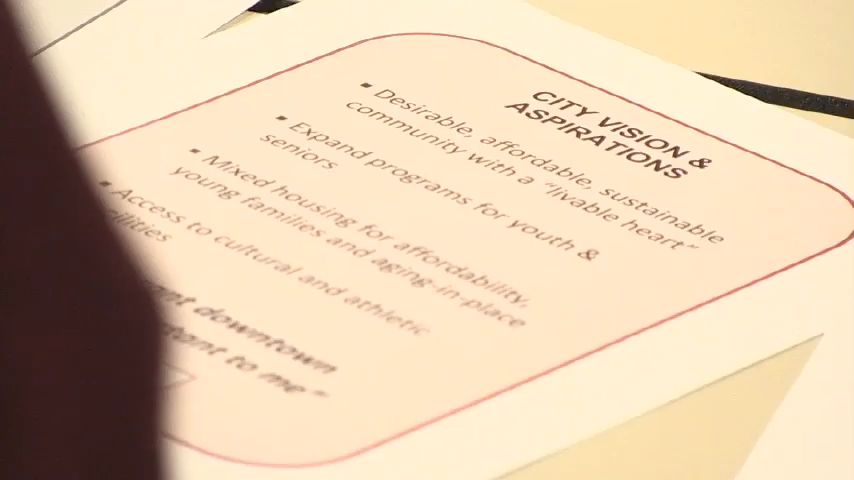 CITY VISION &
ASPIRATIONS
▪ Desirable, affordable, sustainable
community with a "livable heart"
▪ Expand programs for youth &
seniors
▪ Mixed housing for affordability,
young families and aging-in-place
▪ Access to cultural and athletic
downtown
to me"